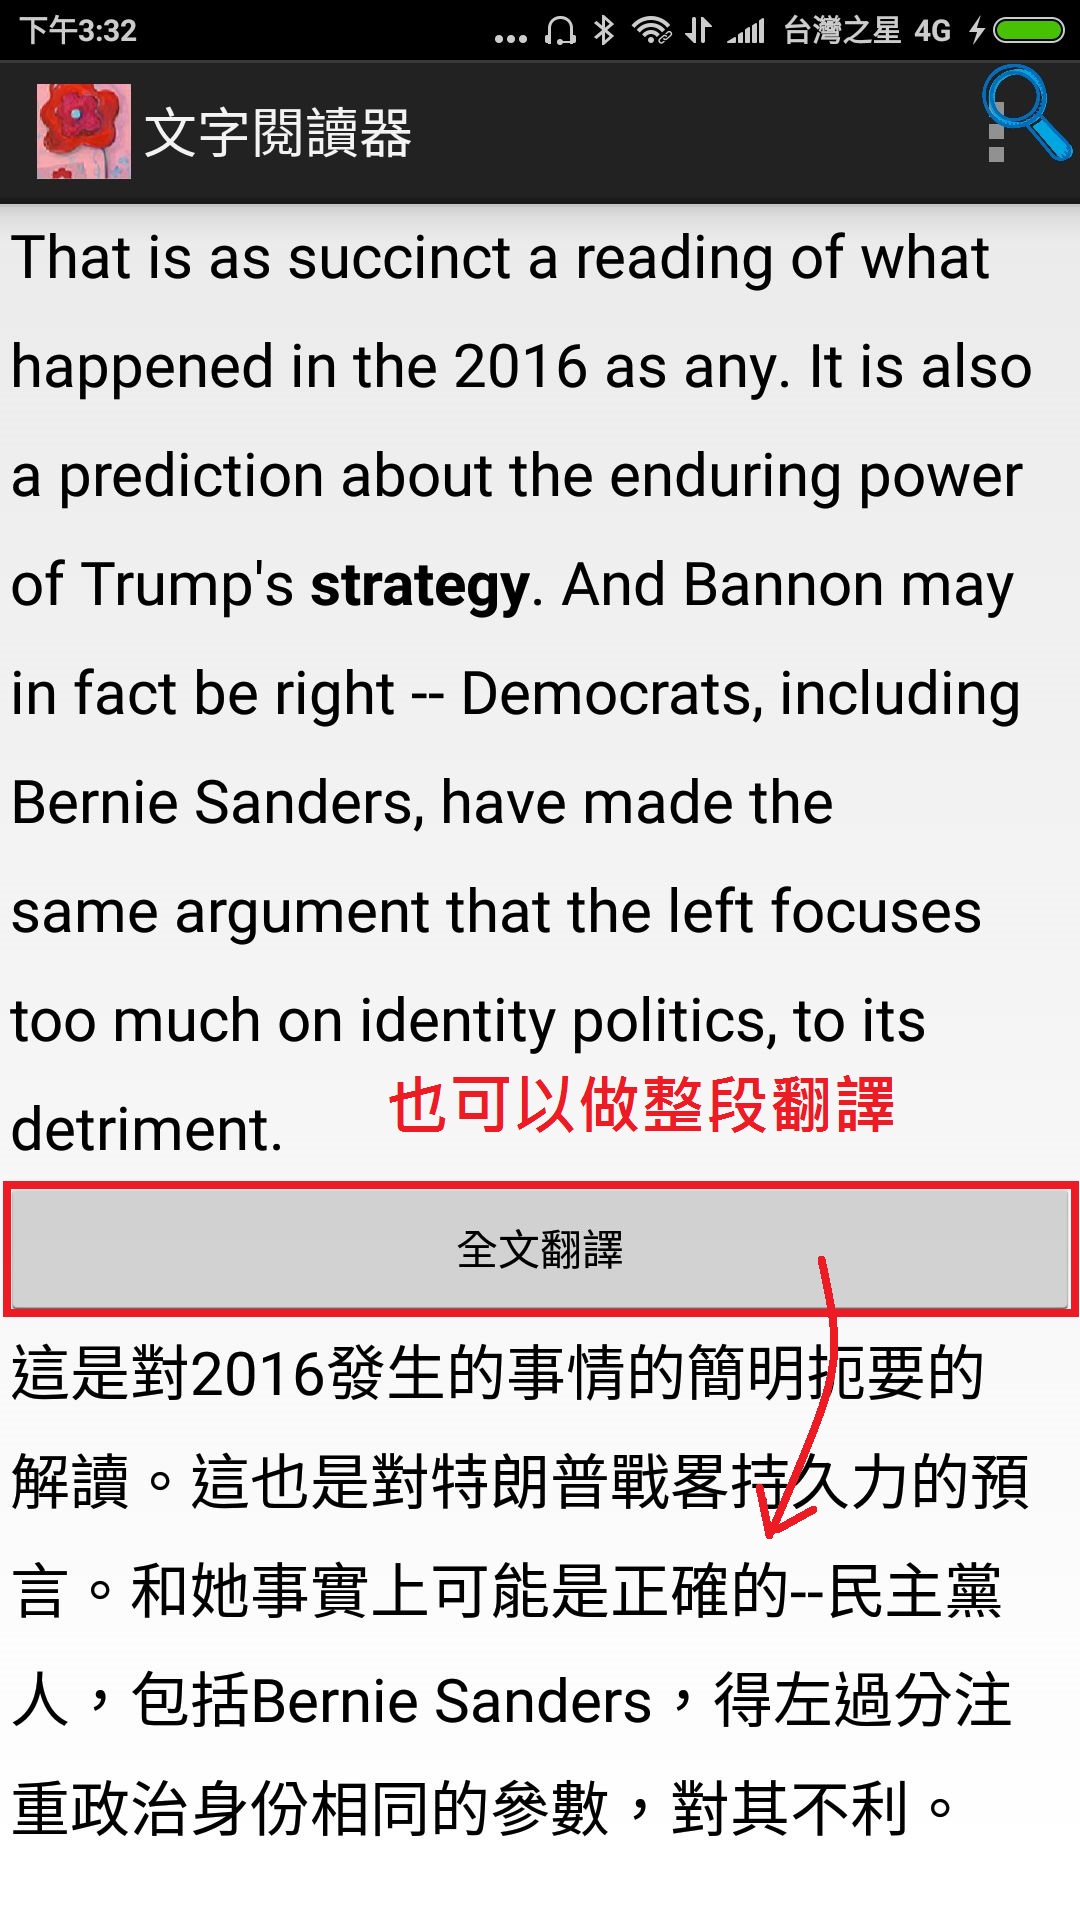 下午3:32
台灣之星 4G
文字閱讀器
That is as succinct a reading of what
happened in the 2016 as any. It is also
a prediction about the enduring power
of Trump's strategy. And Bannon may
in fact be right -- Democrats, including
Bernie Sanders, have made the
same argument that the left focuses
too much on identity politics, to its
detriment.
也可以做整段翻譯
全文翻譯
這是對2016發生的事情的簡明扼要的
解讀。這也是對特朗普戰畧持久力的預
言。和她事實上可能是正確的--民主黨
人，包括Bernie Sanders，得左過分注
重政治身份相同的參數，對其不利。